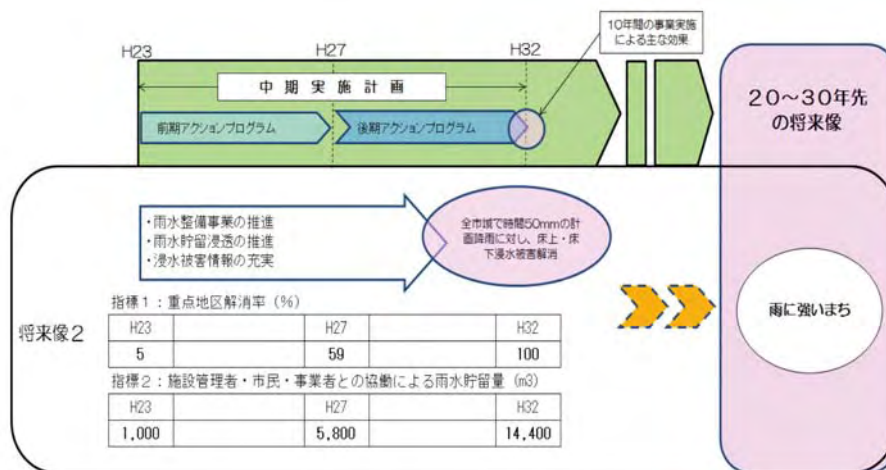 10年間の事業実施
による主な効果
H23
H27
H32
中期実施計画
前期アクションプログラム
後期アクションプログラム
20～30年先
の将来像
・雨水整備事業の推進
・雨水貯留浸透の推進
・浸水被害情報の充実
全市域で時間50mmの計
画降雨に対し、床上・床
下浸水被害解消
将来像2
雨に強いまち
指標1：重点地区解消率（%）
H23 H27 H32
5 59 100
指標2：施設管理者・市民・事業者との協働による雨水貯留量（m3）
H23 H27 H32
1,000 5,800 14,400